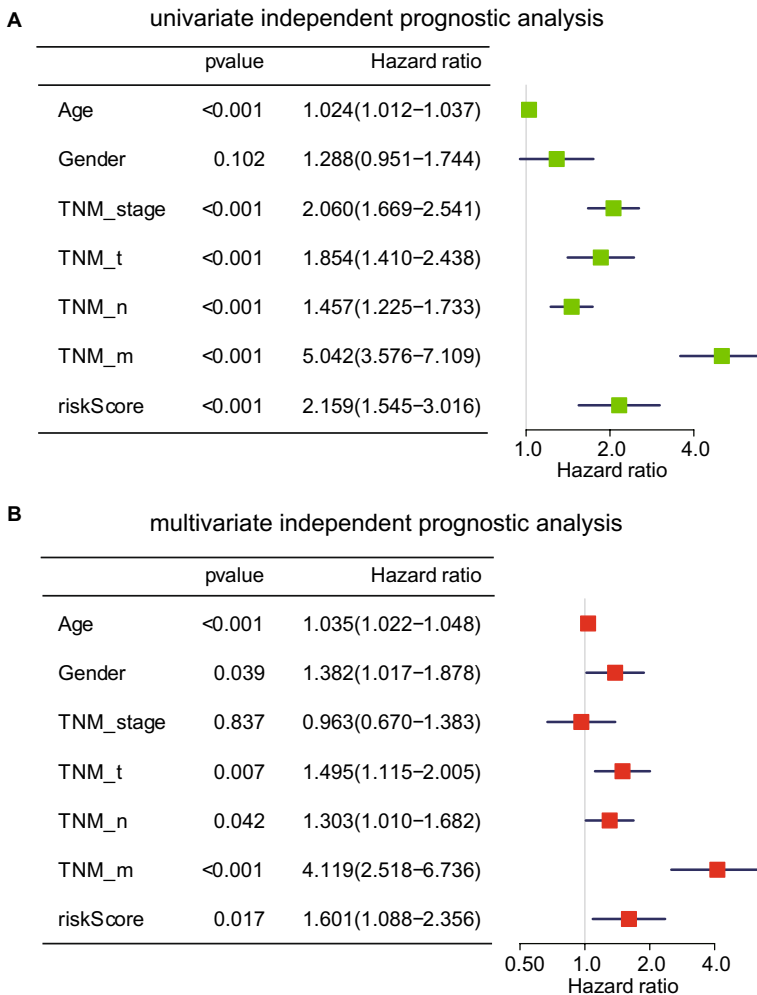 A
univariate independent prognostic analysis
pvalue Hazard ratio
Age <0.001 1.024(1.012−1.037)
Gender 0.102 1.288(0.951−1.744)
TNM_stage <0.001 2.060(1.669−2.541)
TNM_t <0.001 1.854(1.410−2.438)
TNM_n <0.001 1.457(1.225−1.733)
TNM_m <0.001 5.042(3.576−7.109)
riskScore <0.001 2.159(1.545−3.016)
1.0 2.0 4.0
Hazard ratio
B
multivariate independent prognostic analysis
pvalue Hazard ratio
Age <0.001 1.035(1.022−1.048)
Gender 0.039 1.382(1.017−1.878)
TNM_stage 0.837 0.963(0.670−1.383)
TNM_t 0.007 1.495(1.115−2.005)
TNM_n 0.042 1.303(1.010−1.682)
TNM_m <0.001 4.119(2.518−6.736)
riskScore 0.017 1.601(1.088−2.356)
0.50 1.0 2.0 4.0
Hazard ratio